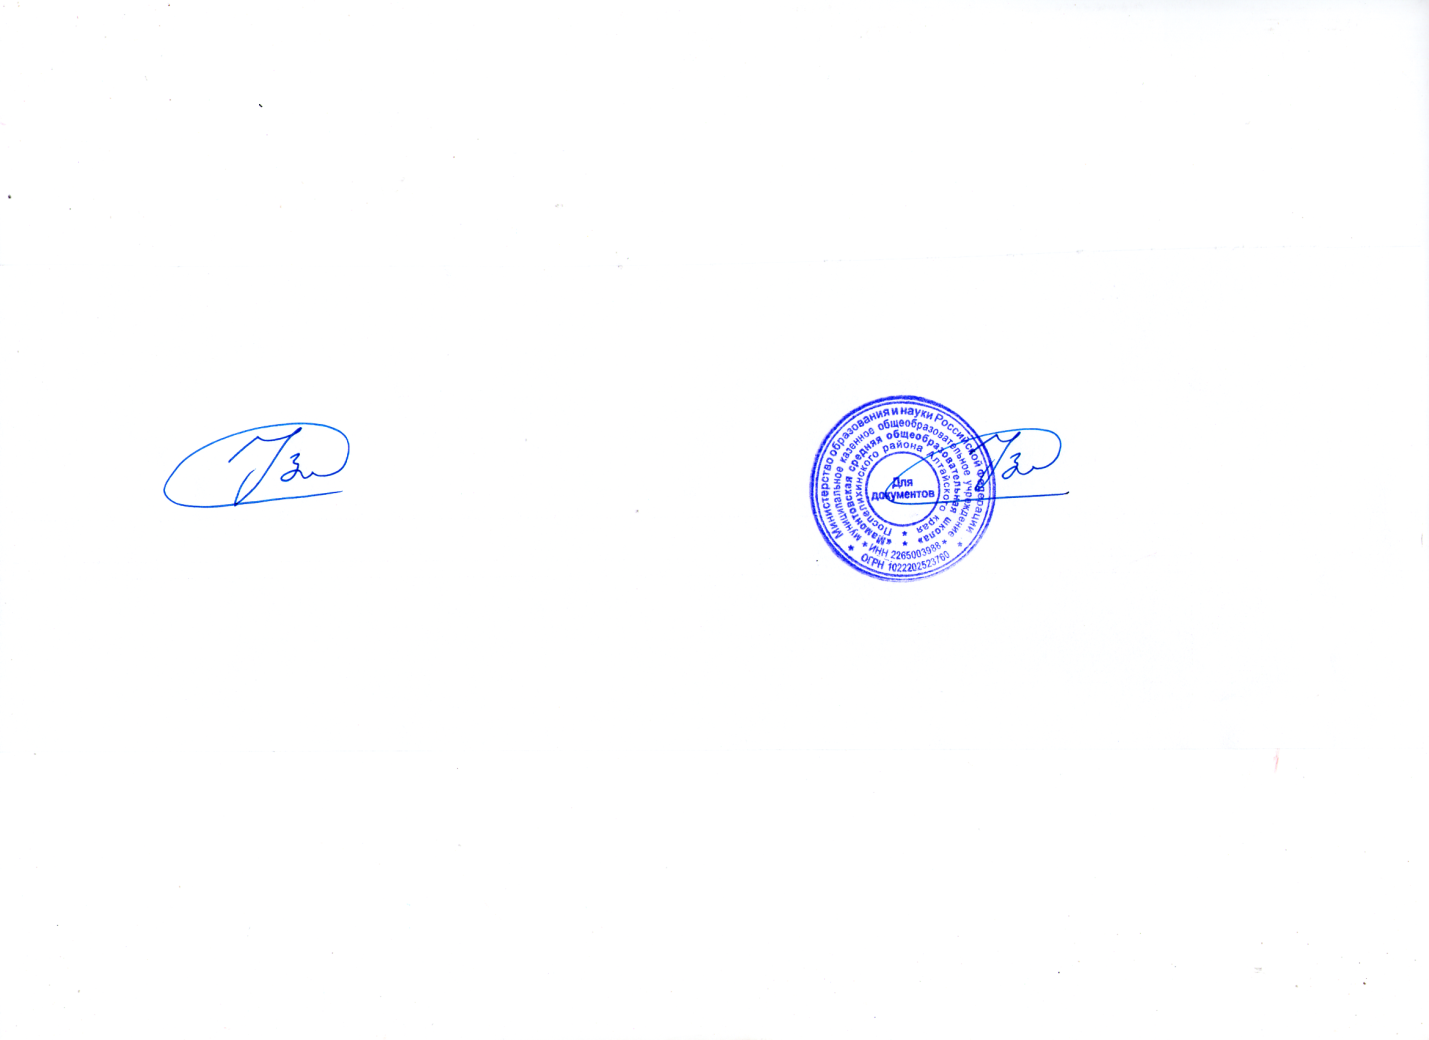 Министерство образования и науки Российской Федерации
муниципальное казенное общеобразовательное учреждение
«Мамонтовская средняя общеобразовательная школа»
Поспелихинского района Алтайского края
Для
документов
ИНН 2265003988
ОГРН 1022202523760